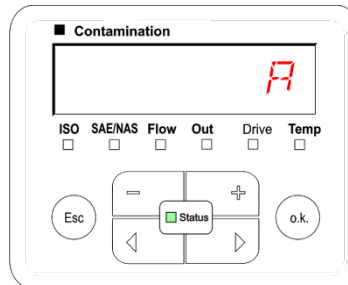 Contamination
A
ISO SAE/NAS Flow Out Drive Temp
− +
Esc Status o.k.